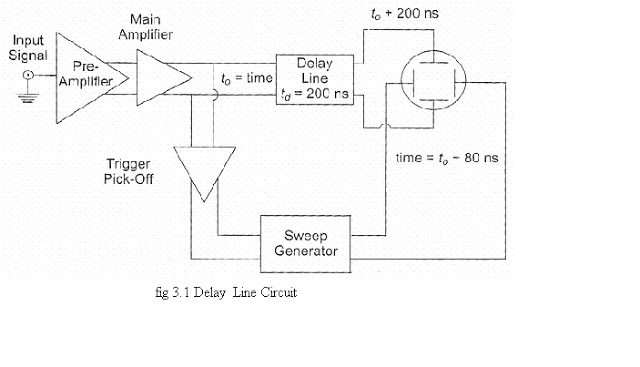 t₀ + 200 ns
Main
Amplifier
Input
Signal
Pre-
Amplifier
t₀ = time
Delay
Line
t_d = 200 ns
time = t₀ - 80 ns
Trigger
Pick-Off
Sweep
Generator
fig 3.1 Delay Line Circuit